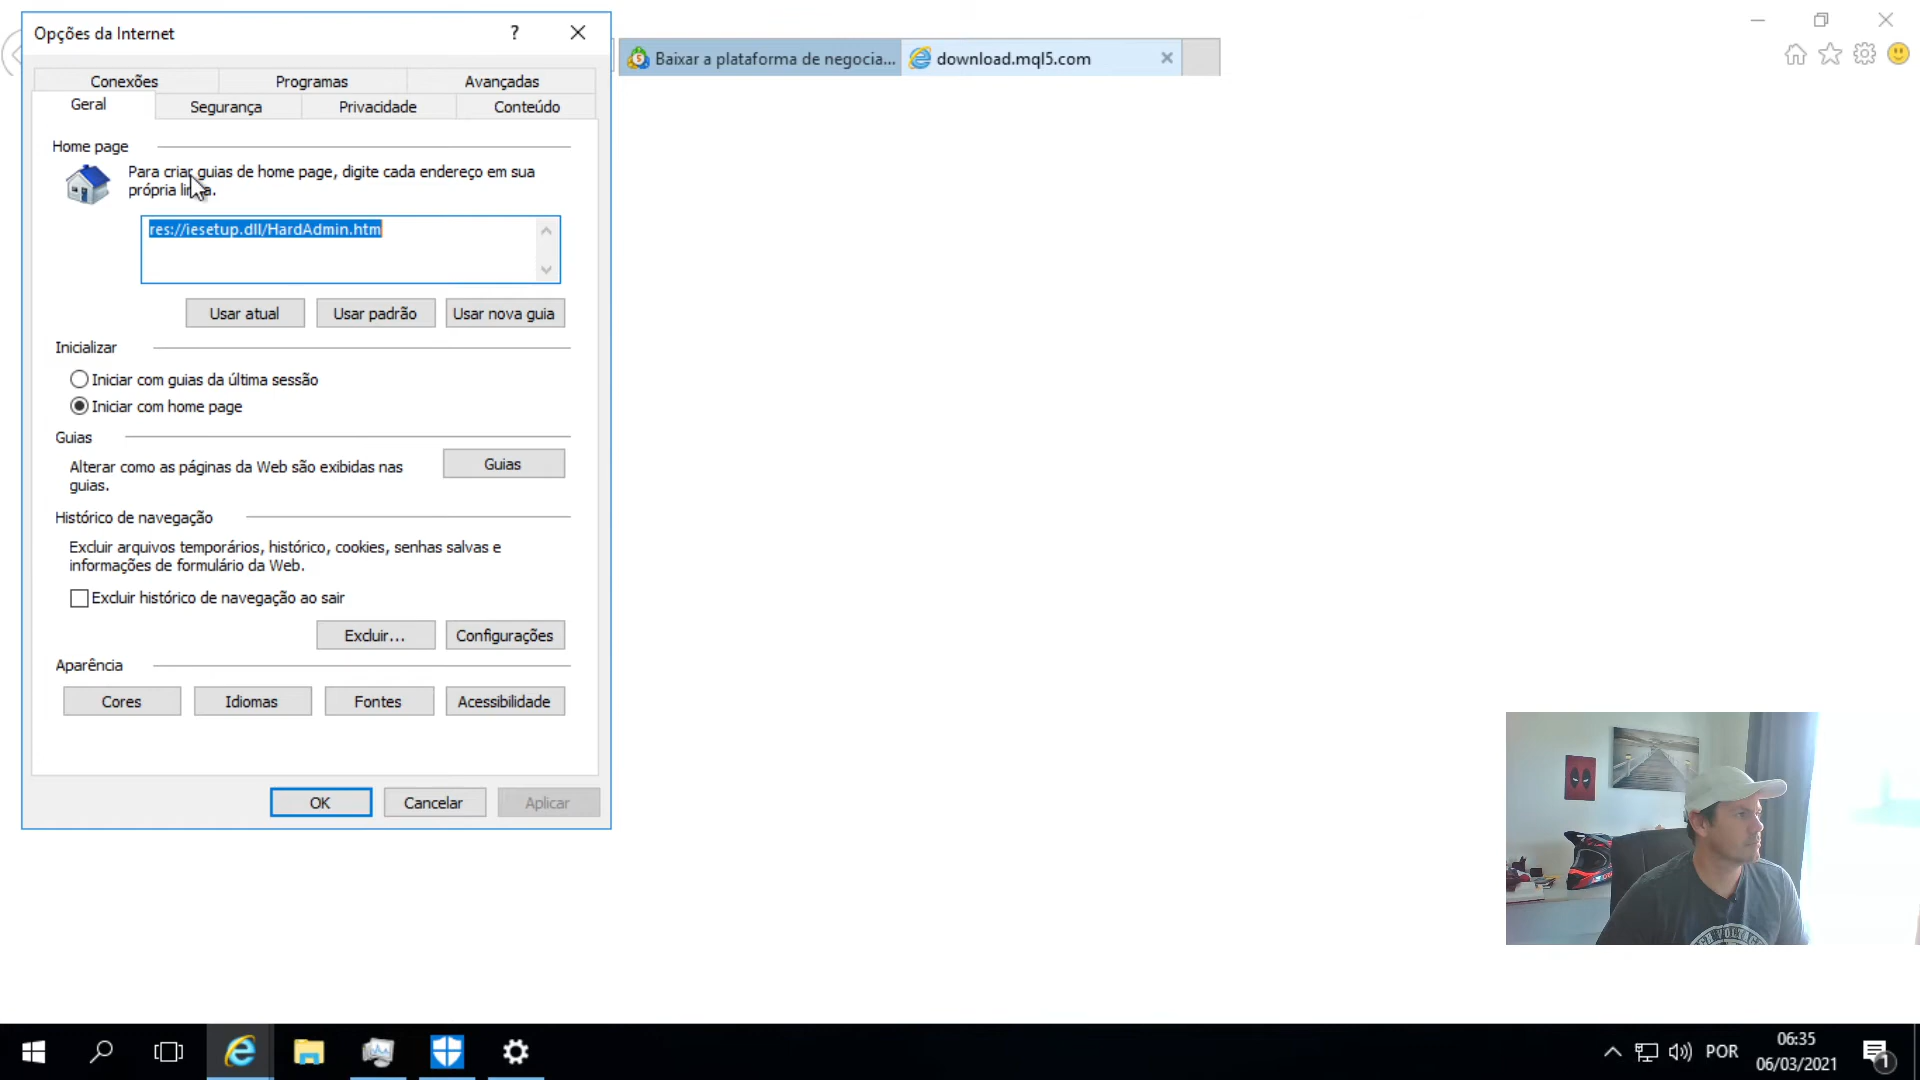 Opções da Internet
?
Baixar a plataforma de negocia...
download.mql5.com
Conexões
Programas
Avançadas
Geral
Segurança
Privacidade
Conteúdo
Home page
Para criar guias de home page, digite cada endereço em sua
própria linha.
res://iesetup.dll/HardAdmin.htm
Usar atual
Usar padrão
Usar nova guia
Inicializar
Iniciar com guias da última sessão
Iniciar com home page
Guias
Alterar como as páginas da Web são exibidas nas
guias.
Guias
Histórico de navegação
Excluir arquivos temporários, histórico, cookies, senhas salvas e
informações de formulário da Web.
Excluir histórico de navegação ao sair
Excluir...
Configurações
Aparência
Cores
Idiomas
Fontes
Acessibilidade
OK
Cancelar
Aplicar
POR
06:35
06/03/2021
1